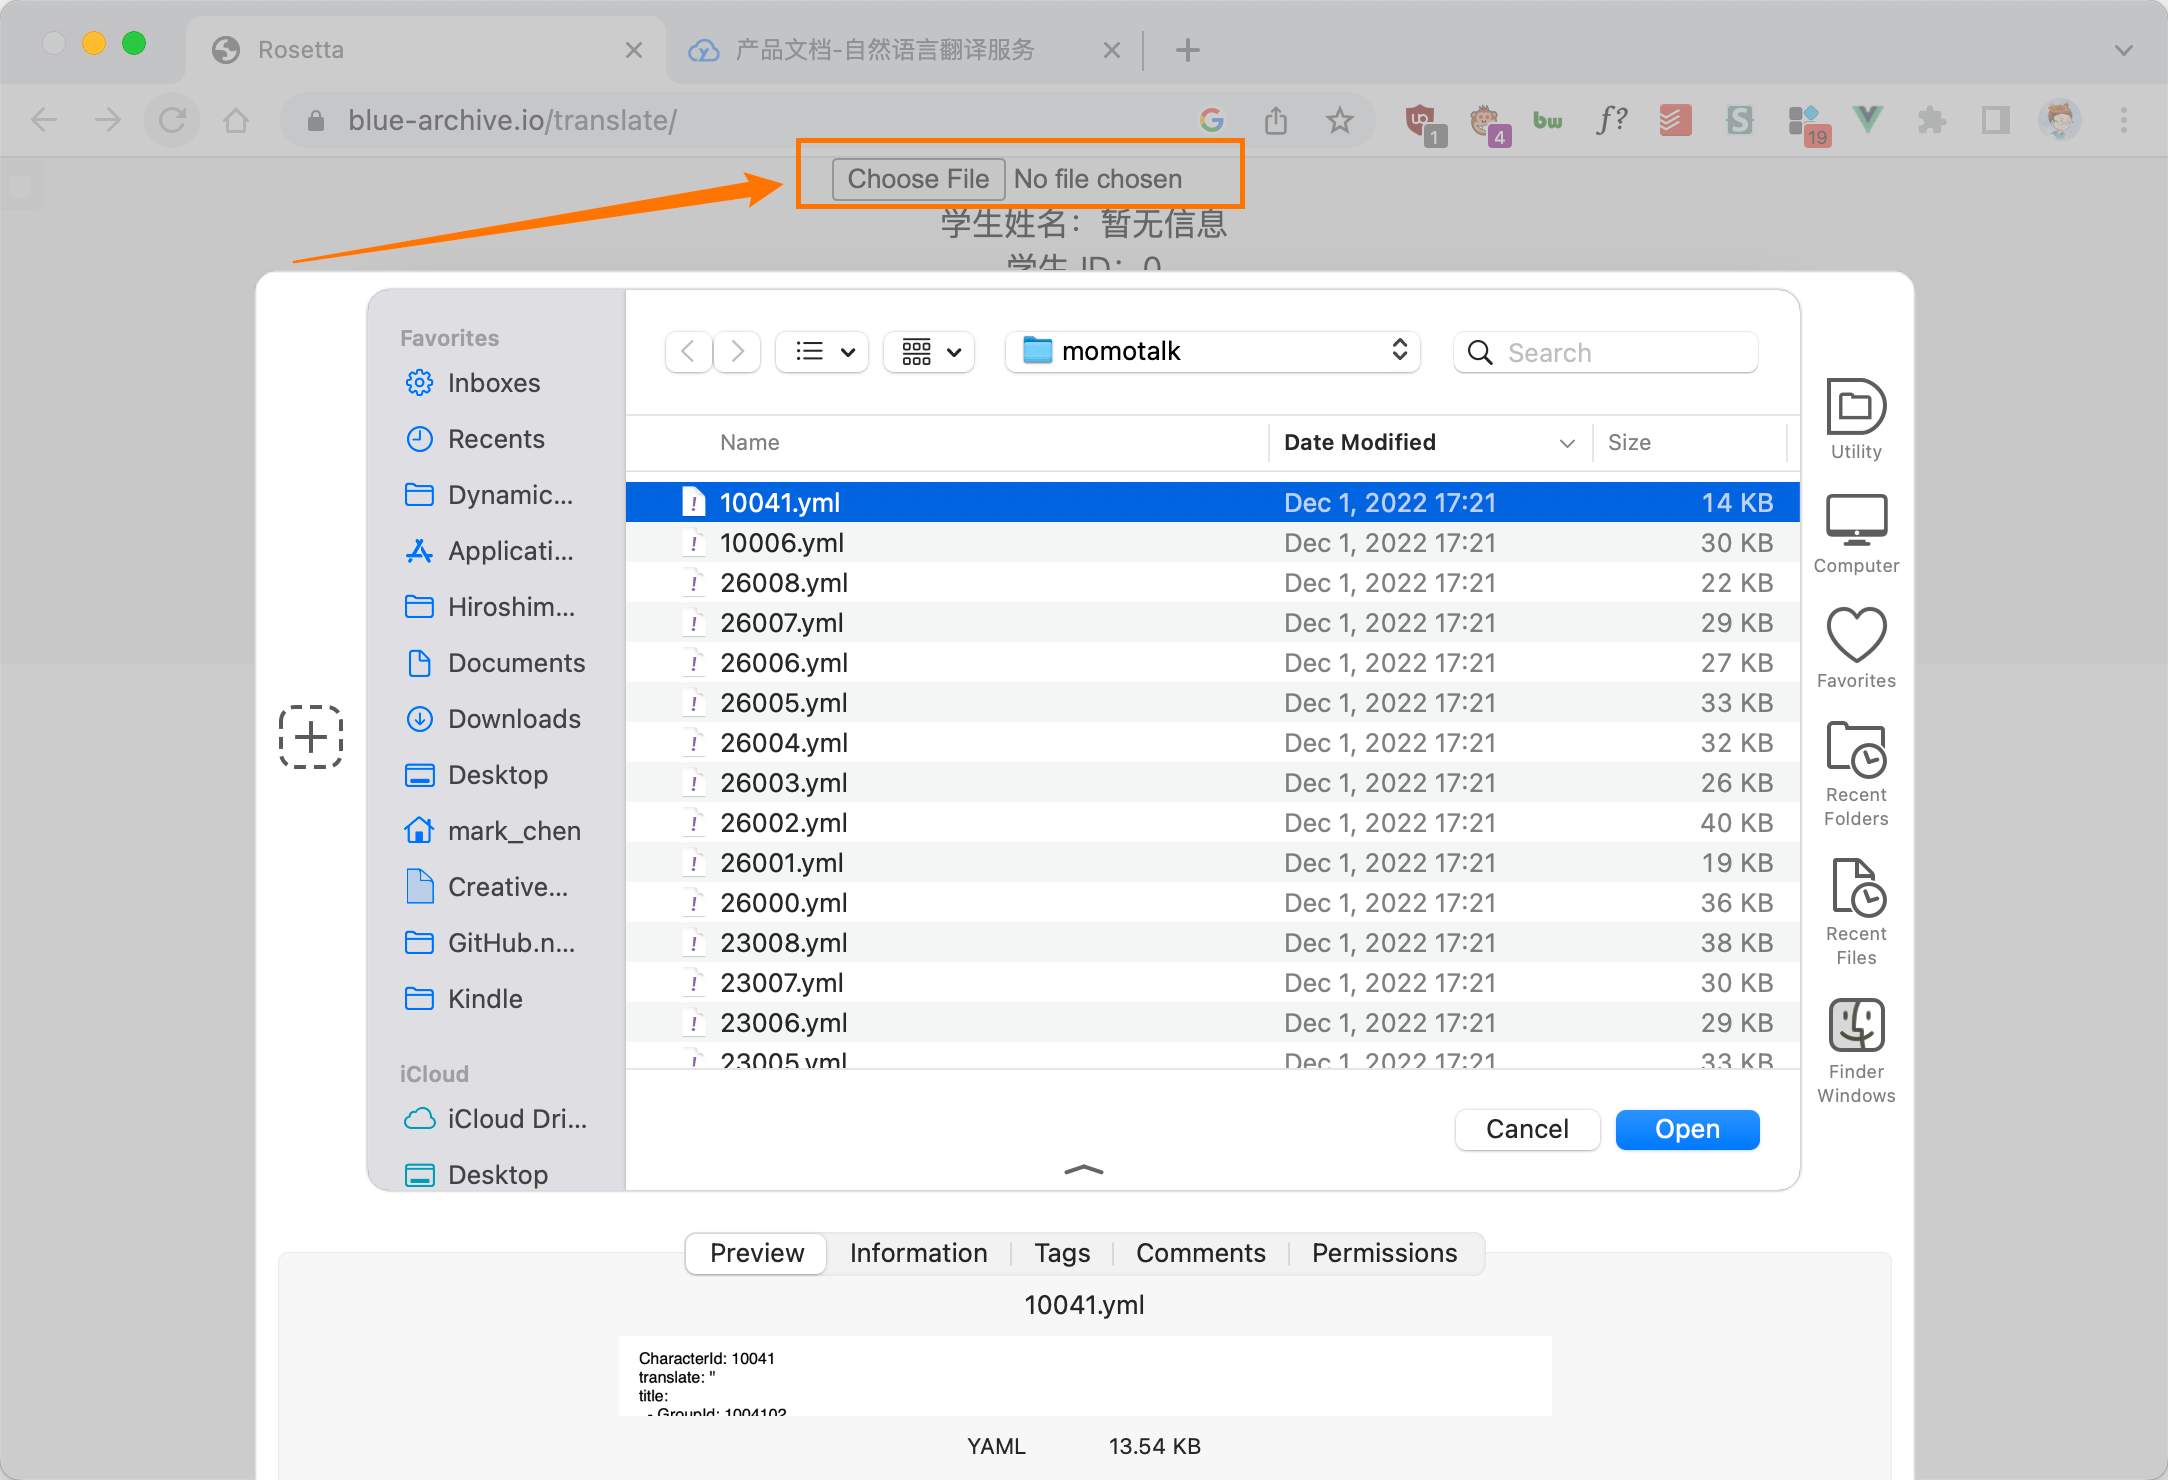 Rosetta
产品文档-自然语言翻译服务
blue-archive.io/translate/
1
4
bw
f?
19
Choose File No file chosen
学生姓名：暂无信息
学生 ID：0
Favorites
Inboxes
Recents
Dynamic...
Applicati...
Hiroshim...
Documents
Downloads
Desktop
mark_chen
Creative...
GitHub.n...
Kindle
iCloud
iCloud Dri...
Desktop
momotalk
Search
Name Date Modified Size
10041.yml Dec 1, 2022 17:21 14 KB
10006.yml Dec 1, 2022 17:21 30 KB
26008.yml Dec 1, 2022 17:21 22 KB
26007.yml Dec 1, 2022 17:21 29 KB
26006.yml Dec 1, 2022 17:21 27 KB
26005.yml Dec 1, 2022 17:21 33 KB
26004.yml Dec 1, 2022 17:21 32 KB
26003.yml Dec 1, 2022 17:21 26 KB
26002.yml Dec 1, 2022 17:21 40 KB
26001.yml Dec 1, 2022 17:21 19 KB
26000.yml Dec 1, 2022 17:21 36 KB
23008.yml Dec 1, 2022 17:21 38 KB
23007.yml Dec 1, 2022 17:21 30 KB
23006.yml Dec 1, 2022 17:21 29 KB
23005.yml Dec 1, 2022 17:21 33 KB
Cancel Open
Utility
Computer
Favorites
Recent
Folders
Recent
Files
Finder
Windows
Preview Information Tags Comments Permissions
10041.yml
CharacterId: 10041
translate: "
title:
- GroupId: 1004102
YAML 13.54 KB